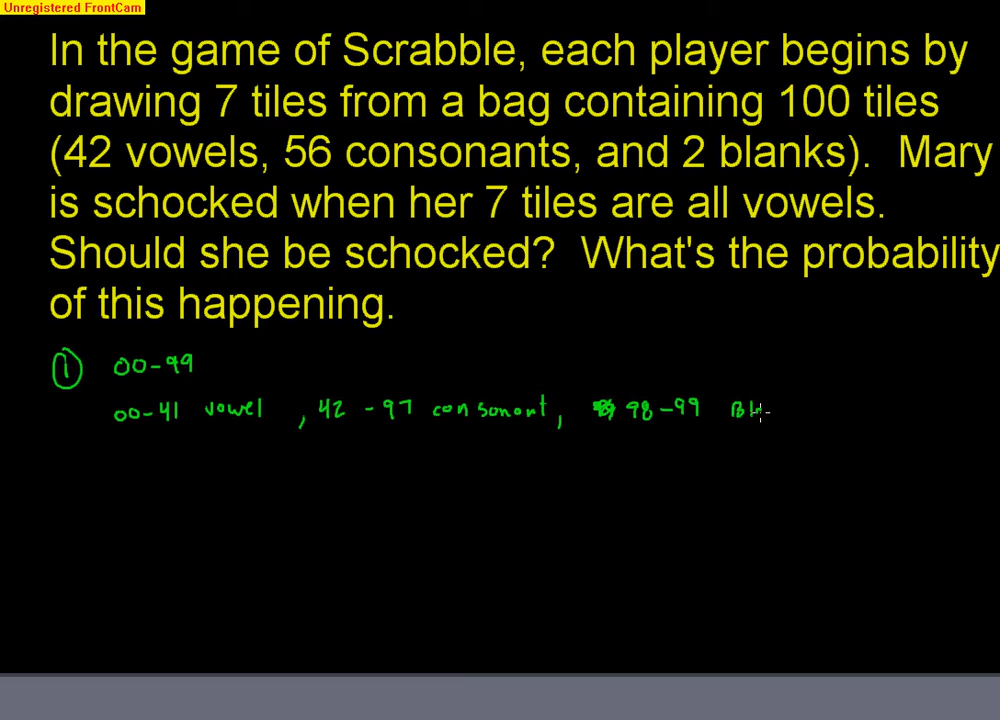 Unregistered FrontCam
In the game of Scrabble, each player begins by
drawing 7 tiles from a bag containing 100 tiles
(42 vowels, 56 consonants, and 2 blanks). Mary
is schocked when her 7 tiles are all vowels.
Should she be schocked? What's the probability
of this happening.
① 00-99
00-41 vowel , 42 - 97 consonant, 98-99